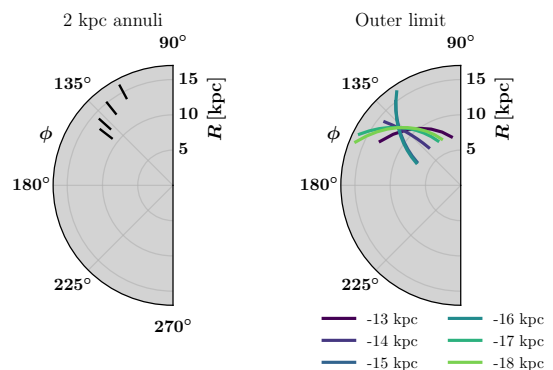 2 kpc annuli
90°
135°
15
10
5
R [kpc]
ϕ
180°
225°
270°
Outer limit
90°
135°
15
10
5
R [kpc]
ϕ
180°
225°
-13 kpc
-14 kpc
-15 kpc
-16 kpc
-17 kpc
-18 kpc